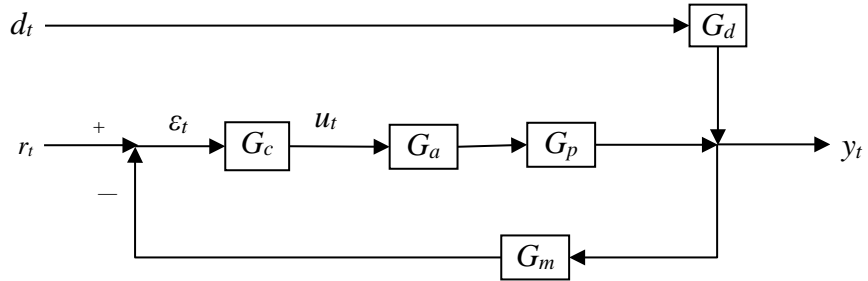 d_t G_d
+ ε_t u_t
r_t G_c G_a G_p y_t
—
G_m